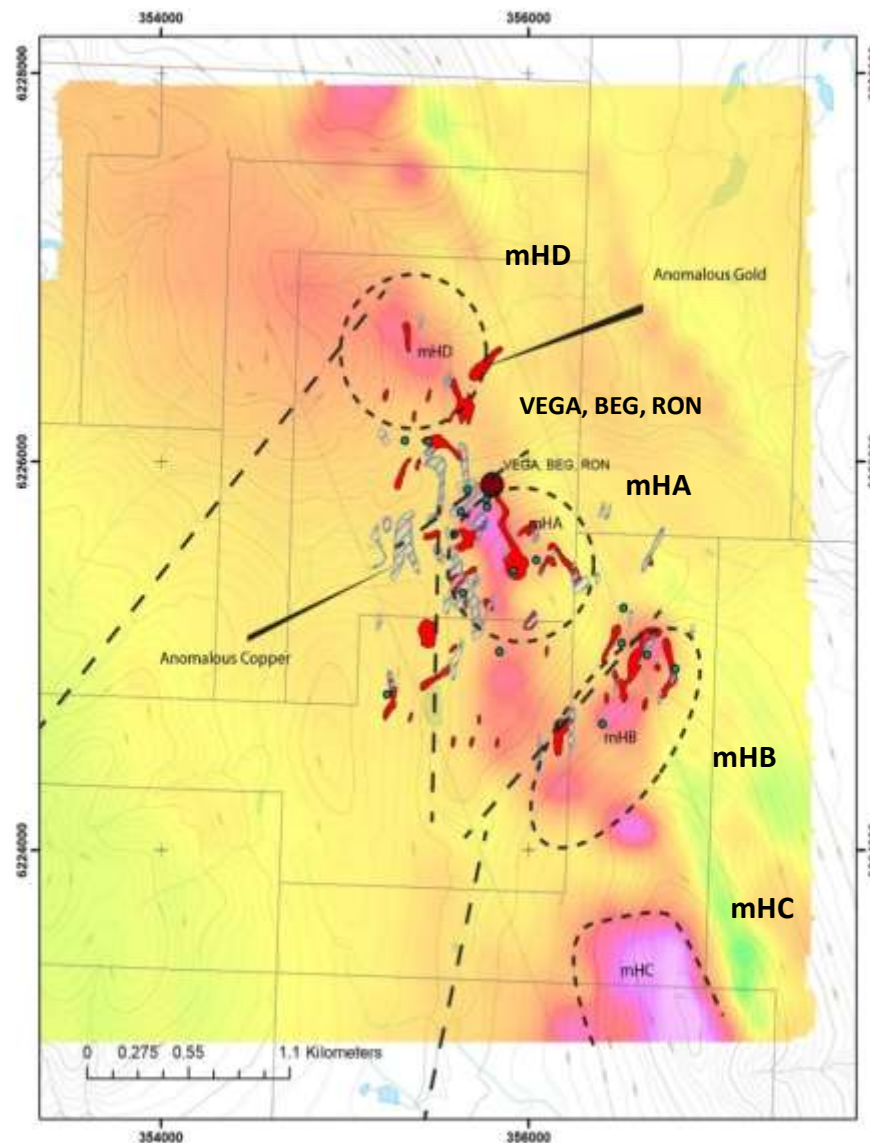 354000 356000
6228000
mHD
Anomalous Gold
mHD
VEGA, BEG, RON
6226000
VEGA, BEG, RON
mHA
mHA
Anomalous Copper
mHB
mHB
6224000
mHC
mHC
0 0.275 0.55 1.1 Kilometers
354000 356000